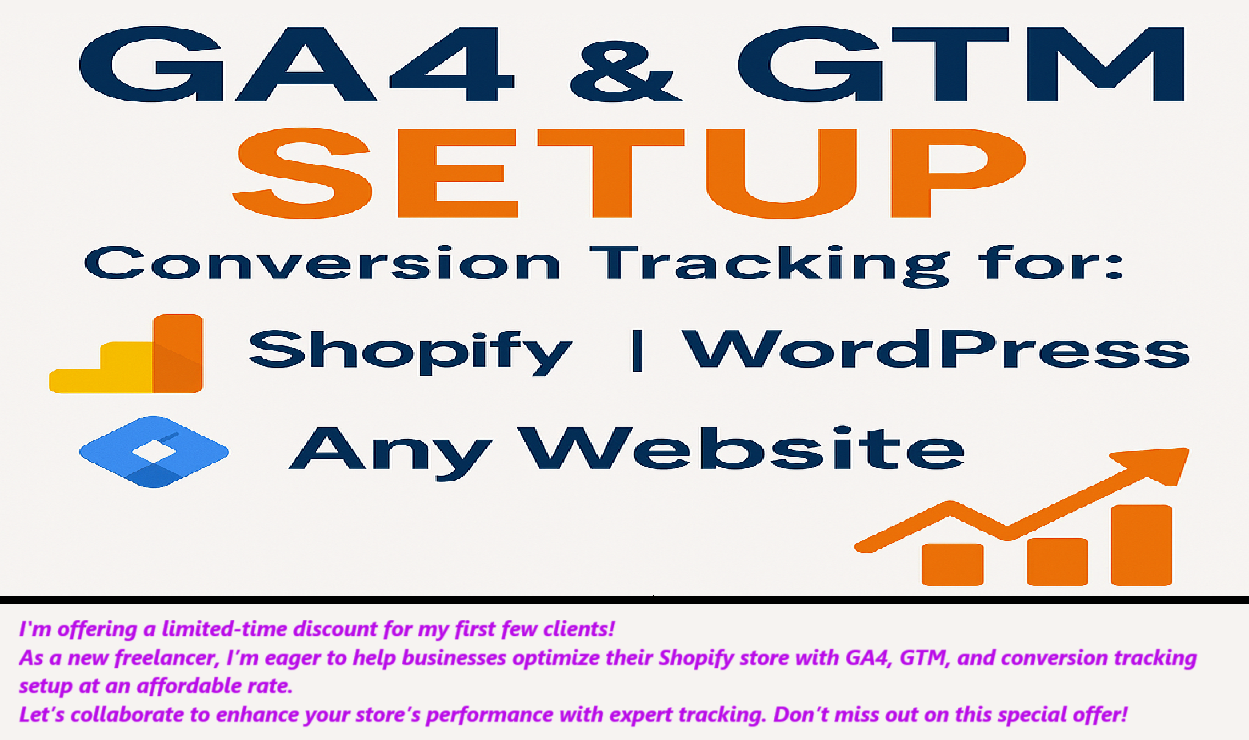 GA4 & GTM
SETUP
Conversion Tracking for:
Shopify | WordPress
Any Website
I'm offering a limited-time discount for my first few clients!
As a new freelancer, I'm eager to help businesses optimize their Shopify store with GA4, GTM, and conversion tracking
setup at an affordable rate.
Let's collaborate to enhance your store's performance with expert tracking. Don't miss out on this special offer!